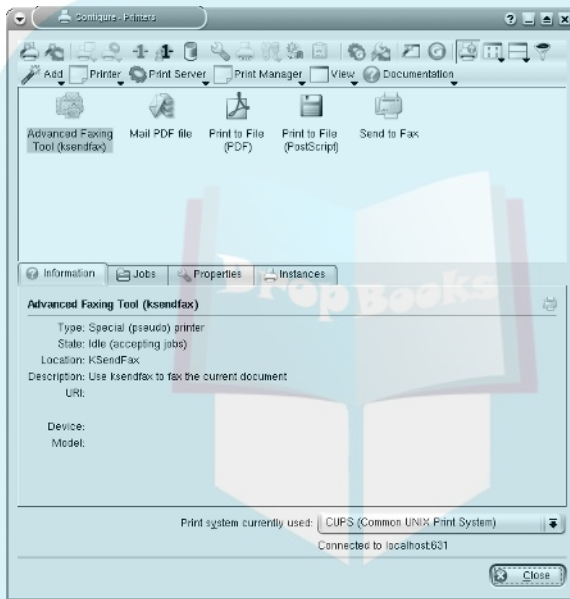 Configure - Printers
Add Printer Print Server Print Manager View Documentation
Advanced Faxing Tool (ksendfax)
Mail PDF file
Print to File (PDF)
Print to File (PostScript)
Send to Fax
Information Jobs Properties Instances
Drop Books
Advanced Faxing Tool (ksendfax)
Type: Special (pseudo) printer
State: Idle (accepting jobs)
Location: KSendFax
Description: Use ksendfax to fax the current document
URI:
Device:
Model:
Print system currently used: CUPS (Common UNIX Print System)
Connected to localhost:631
Close